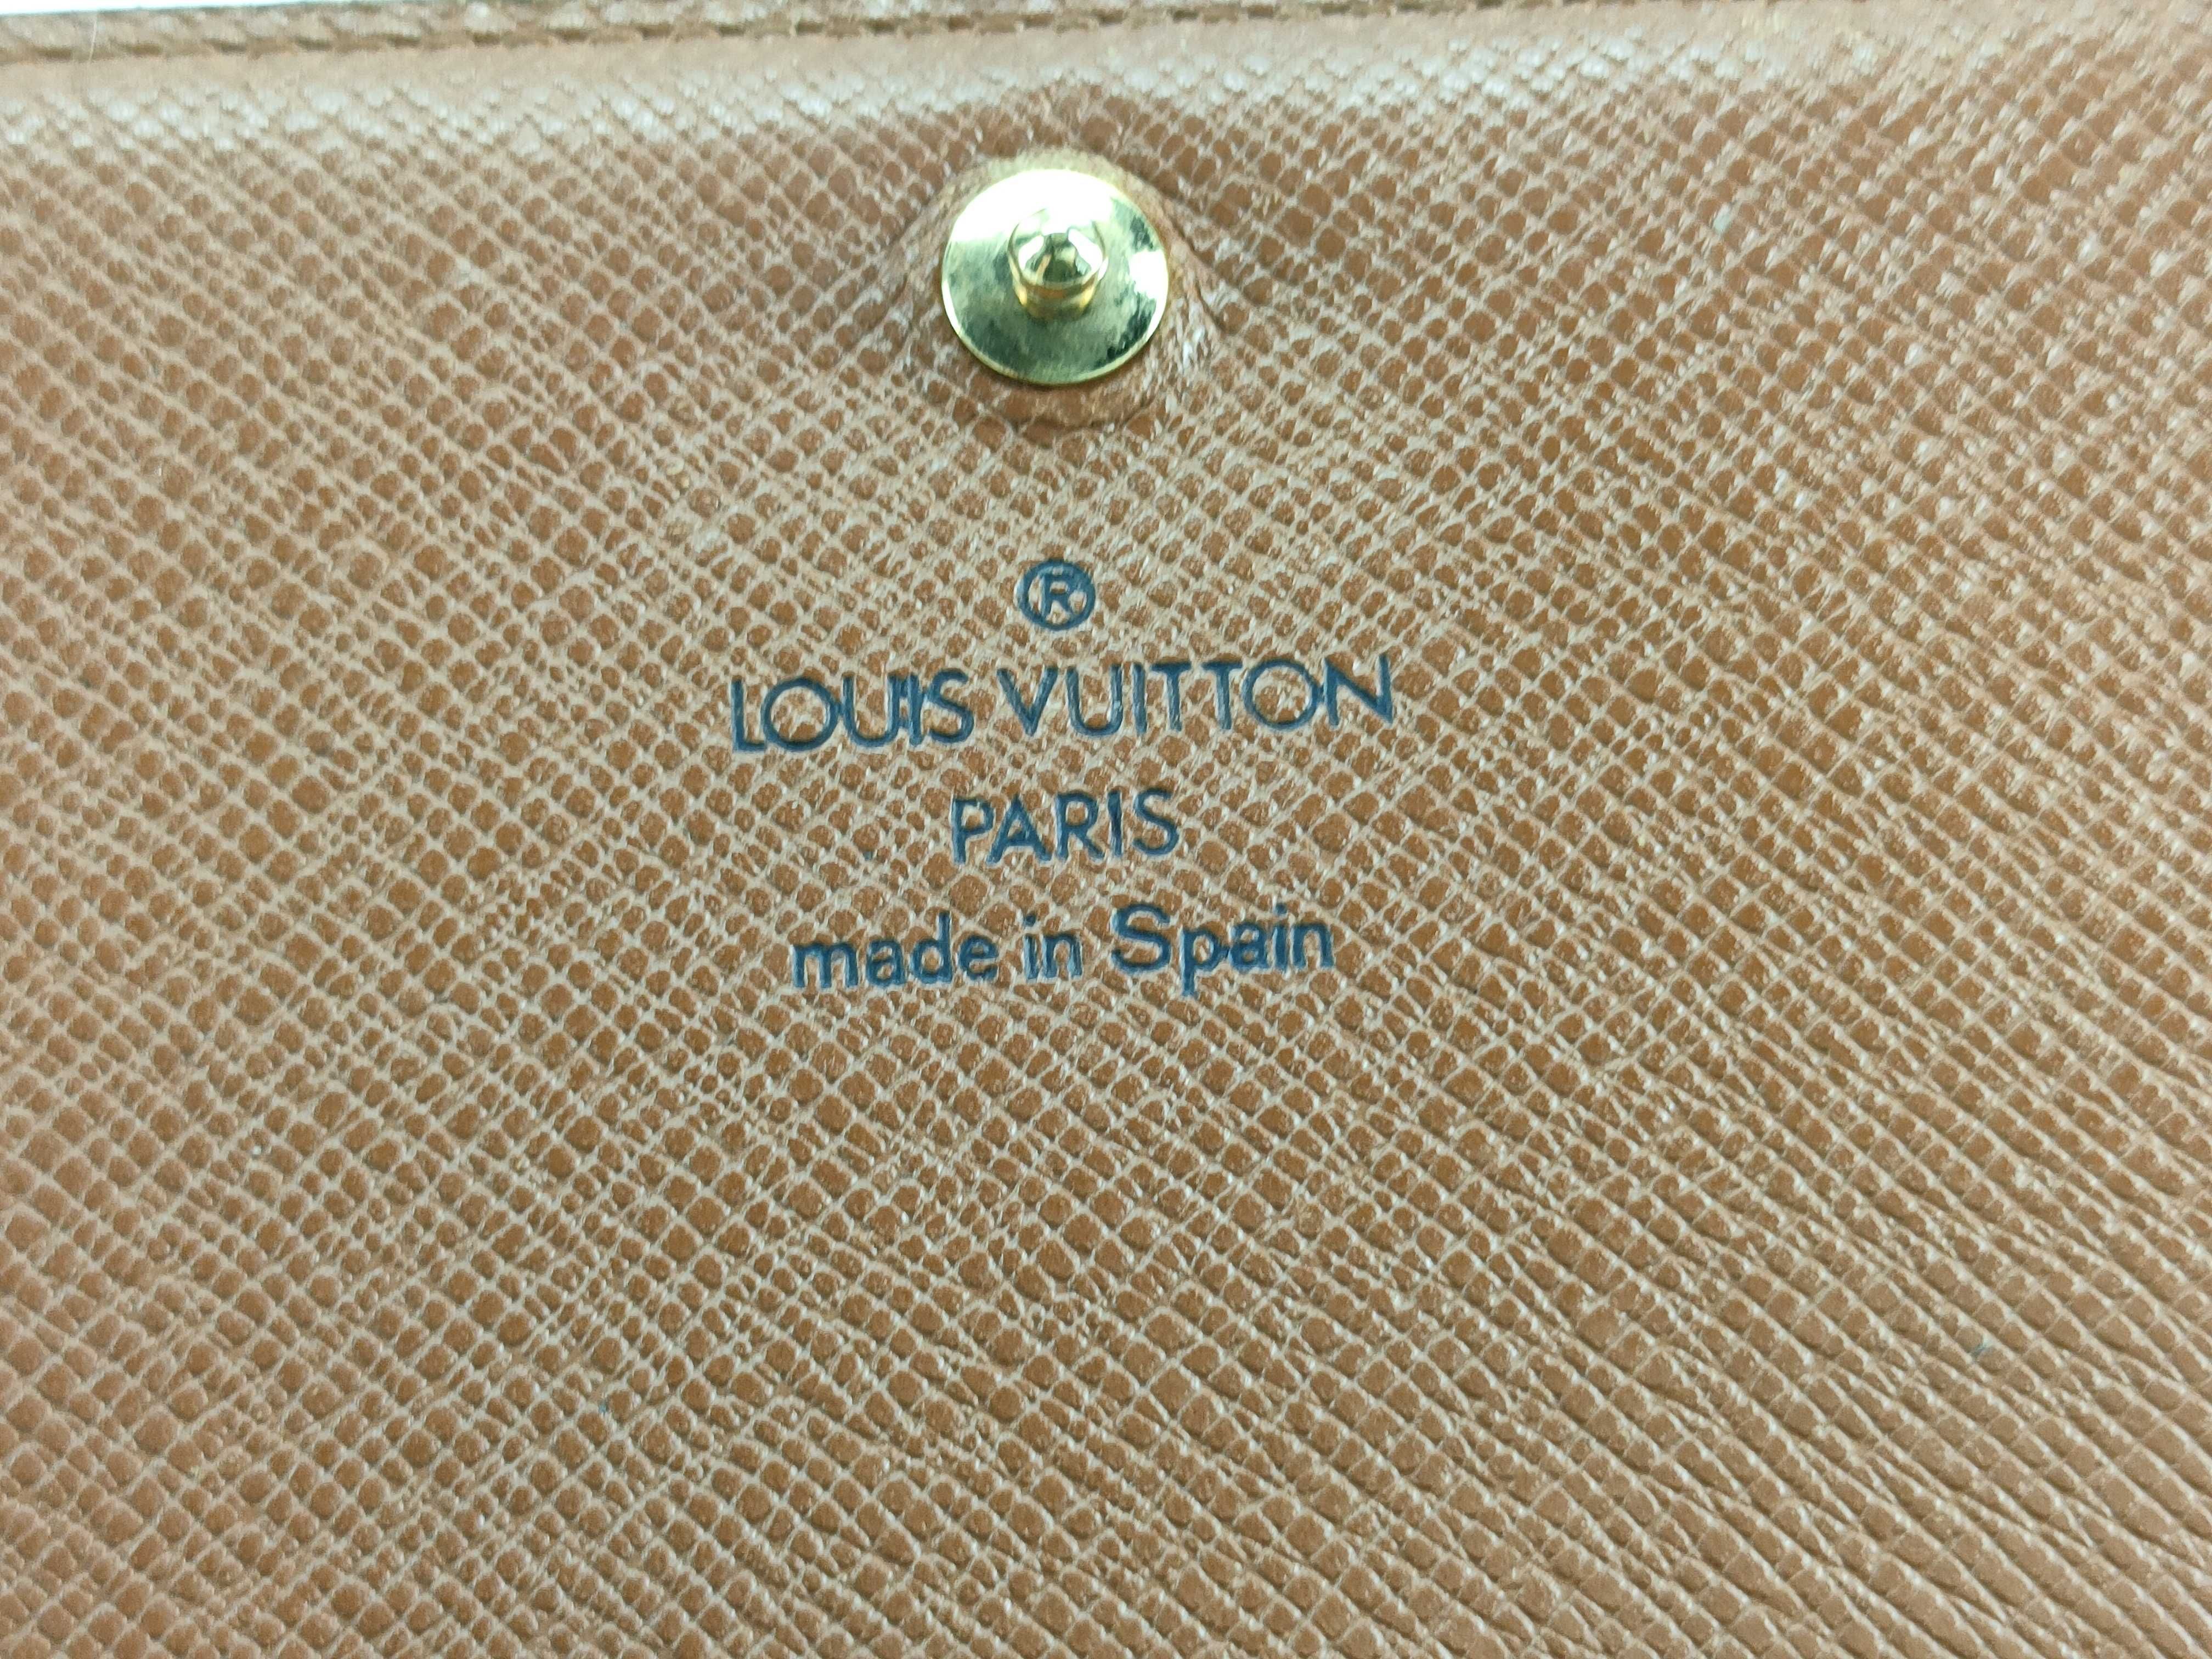 ®
LOUIS VUITTON
PARIS
made in Spain